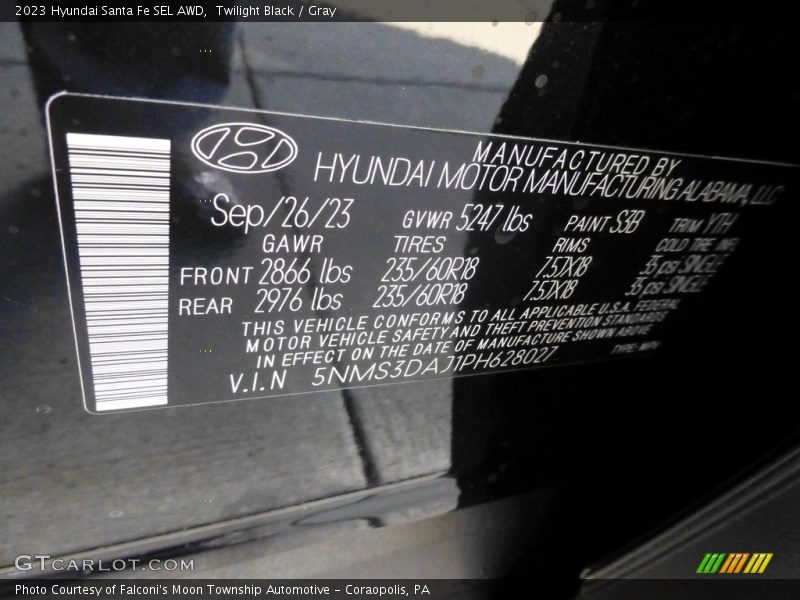 2023 Hyundai Santa Fe SEL AWD,  Twilight Black / Gray
MANUFACTURED BY
HYUNDAI MOTOR MANUFACTURING ALABAMA, LLC
Sep/26/23 GVWR 5247 lbs PAINT S3B TRIM YTH
GAWR TIRES RIMS COLD TIRE INFL
FRONT 2866 lbs 235/60R18 7.5JX18 35 psi SINGLE
REAR 2976 lbs 235/60R18 7.5JX18 35 psi SINGLE
THIS VEHICLE CONFORMS TO ALL APPLICABLE U.S.A. FEDERAL
MOTOR VEHICLE SAFETY AND THEFT PREVENTION STANDARDS
IN EFFECT ON THE DATE OF MANUFACTURE SHOWN ABOVE
V.I.N 5NMS3DAJ1PH628027 TYPE: MPV
GTCARLOT.COM
Photo Courtesy of Falconi's Moon Township Automotive - Coraopolis, PA